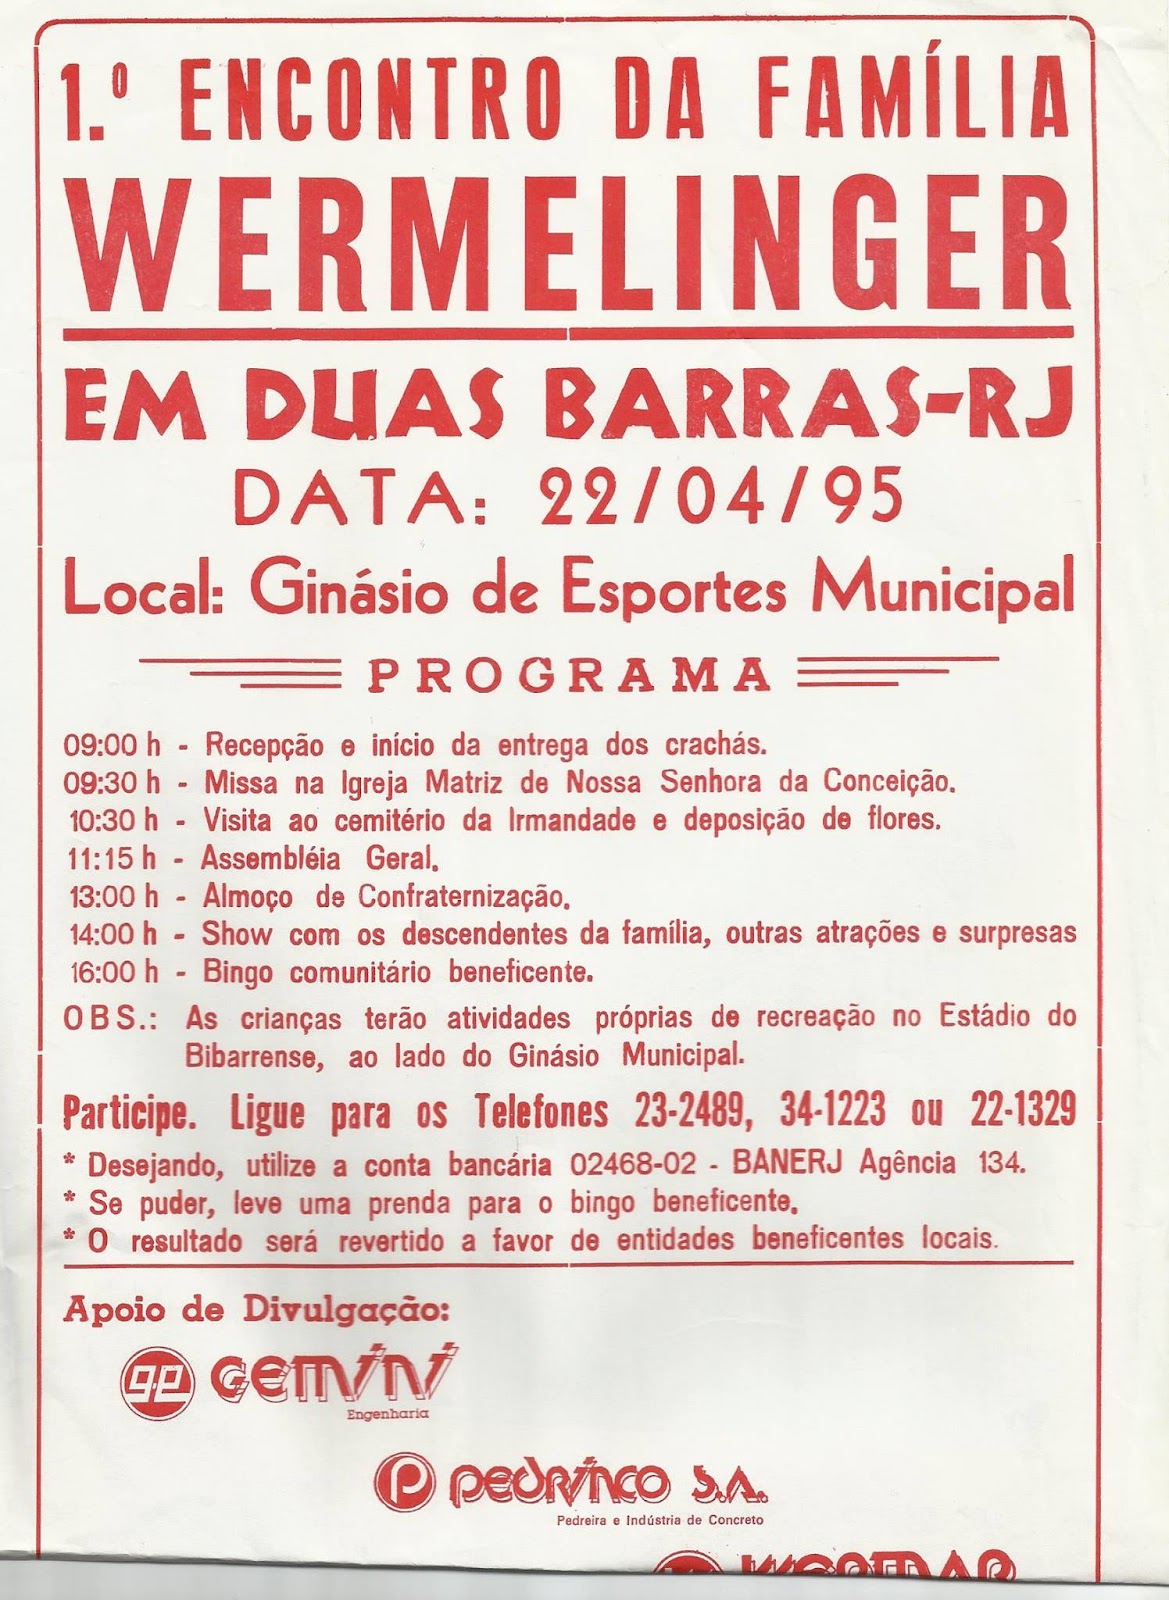 1.º ENCONTRO DA FAMÍLIA
WERMELINGER
EM DUAS BARRAS-RJ
DATA: 22/04/95
Local: Ginásio de Esportes Municipal
PROGRAMA
09:00 h - Recepção e início da entrega dos crachás.
09:30 h - Missa na Igreja Matriz de Nossa Senhora da Conceição.
10:30 h - Visita ao cemitério da Irmandade e deposição de flores.
11:15 h - Assembléia Geral.
13:00 h - Almoço de Confraternização.
14:00 h - Show com os descendentes da família, outras atrações e surpresas
16:00 h - Bingo comunitário beneficente.
OBS.: As crianças terão atividades próprias de recreação no Estádio do
Bibarrense, ao lado do Ginásio Municipal.
Participe. Ligue para os Telefones 23-2489, 34-1223 ou 22-1329
* Desejando, utilize a conta bancária 02468-02 - BANERJ Agência 134.
* Se puder, leve uma prenda para o bingo beneficente.
* O resultado será revertido a favor de entidades beneficentes locais.
Apoio de Divulgação:
ge GEMINI
Engenharia
P PEDRINCO S.A.
Pedreira e Indústria de Concreto